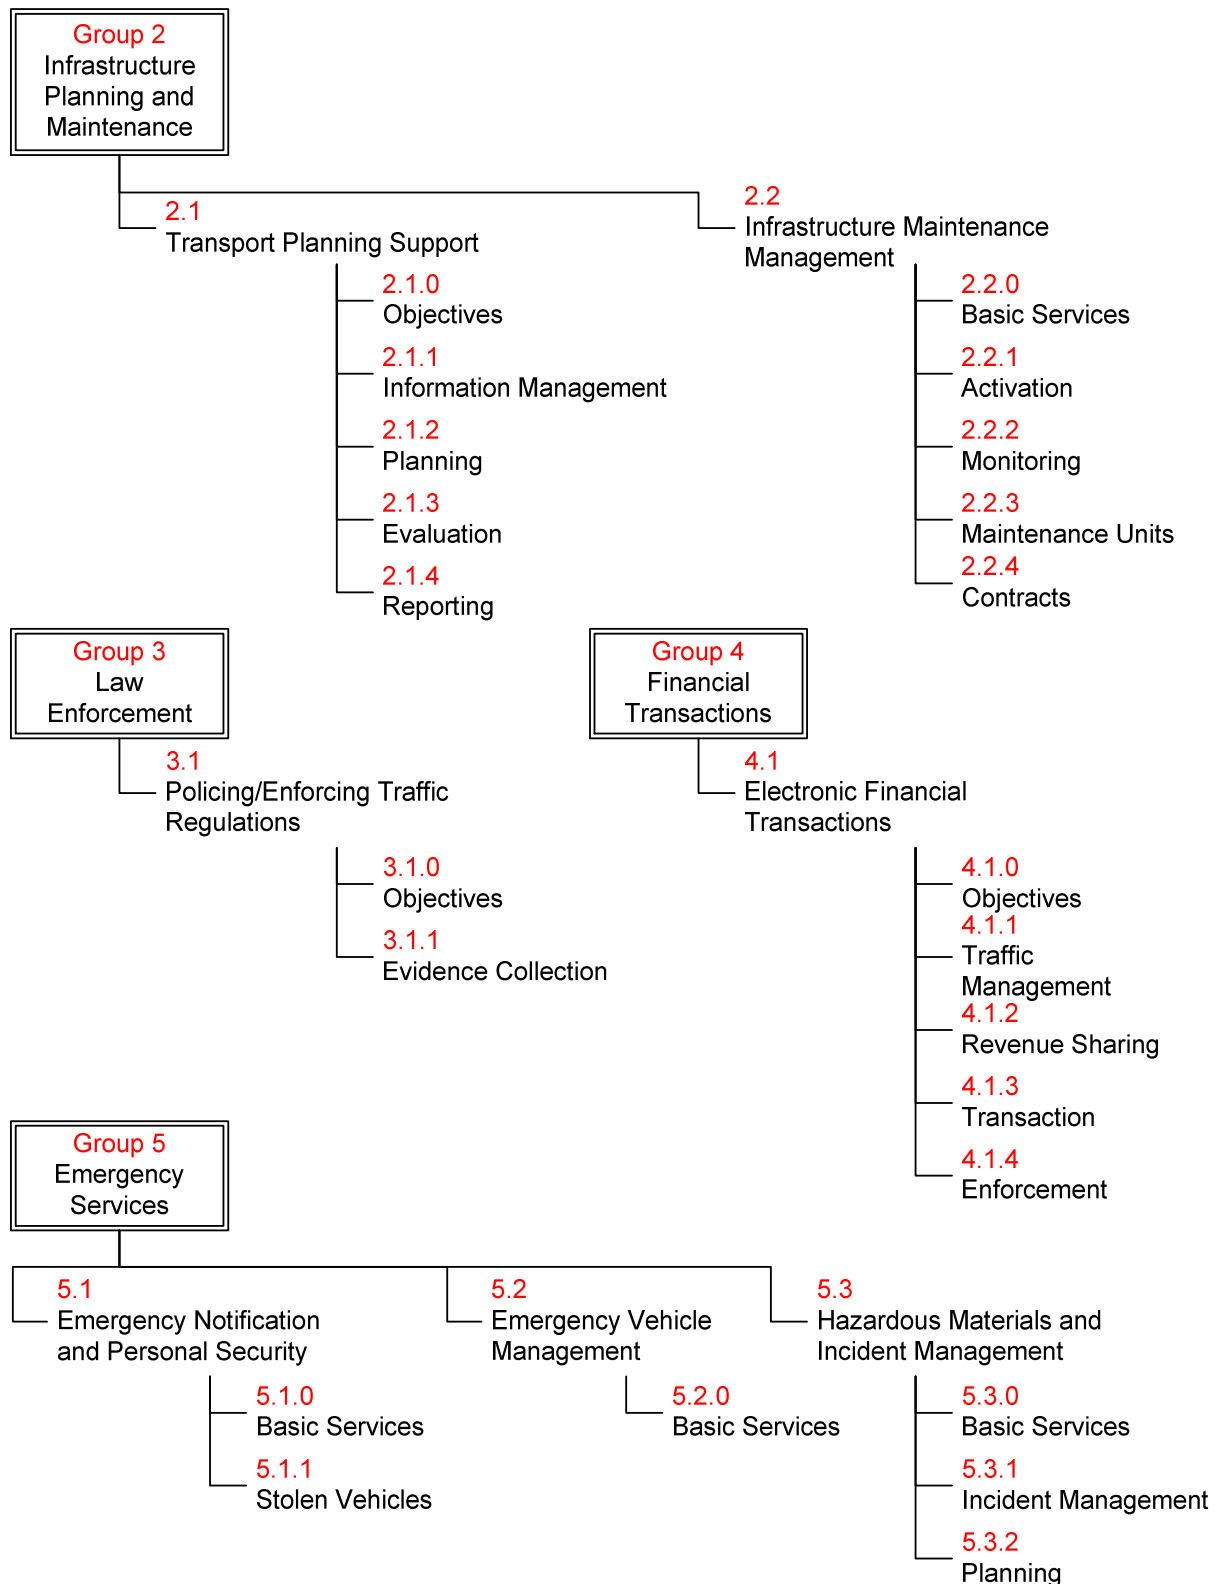 Group 2
Infrastructure
Planning and
Maintenance
2.1
Transport Planning Support
2.1.0
Objectives
2.1.1
Information Management
2.1.2
Planning
2.1.3
Evaluation
2.1.4
Reporting
2.2
Infrastructure Maintenance
Management
2.2.0
Basic Services
2.2.1
Activation
2.2.2
Monitoring
2.2.3
Maintenance Units
2.2.4
Contracts
Group 3
Law
Enforcement
3.1
Policing/Enforcing Traffic
Regulations
3.1.0
Objectives
3.1.1
Evidence Collection
Group 4
Financial
Transactions
4.1
Electronic Financial
Transactions
4.1.0
Objectives
4.1.1
Traffic
Management
4.1.2
Revenue Sharing
4.1.3
Transaction
4.1.4
Enforcement
Group 5
Emergency
Services
5.1
Emergency Notification
and Personal Security
5.1.0
Basic Services
5.1.1
Stolen Vehicles
5.2
Emergency Vehicle
Management
5.2.0
Basic Services
5.3
Hazardous Materials and
Incident Management
5.3.0
Basic Services
5.3.1
Incident Management
5.3.2
Planning